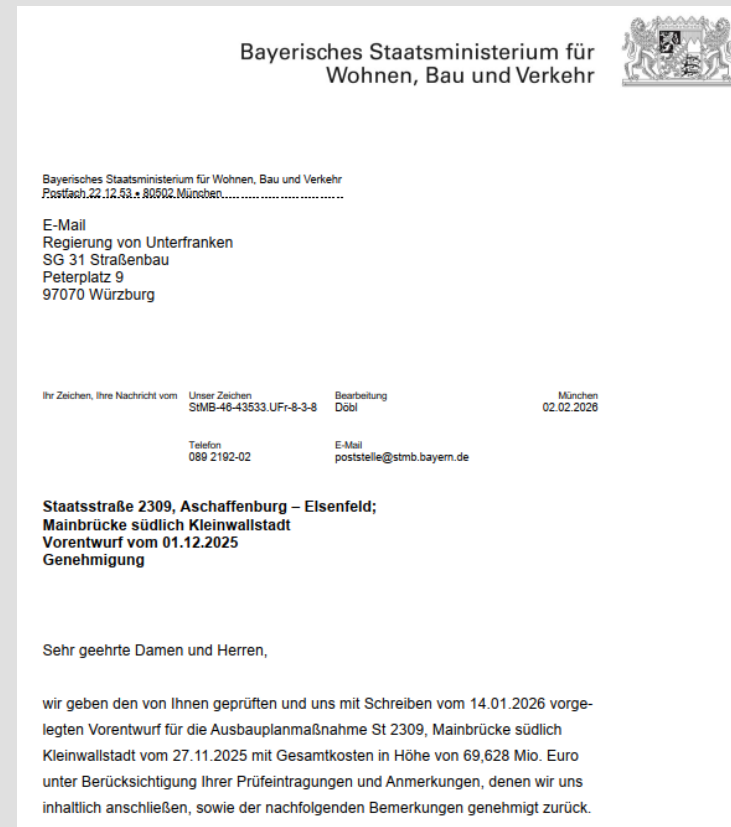 Bayerisches Staatsministerium für
Wohnen, Bau und Verkehr
Bayerisches Staatsministerium für Wohnen, Bau und Verkehr
Postfach 22 12 53 • 80502 München
E-Mail
Regierung von Unterfranken
SG 31 Straßenbau
Peterplatz 9
97070 Würzburg
Ihr Zeichen, Ihre Nachricht vom Unser Zeichen Bearbeitung München
StMB-46-43533.UFr-8-3-8 Döbl 02.02.2026
Telefon E-Mail
089 2192-02 poststelle@stmb.bayern.de
Staatsstraße 2309, Aschaffenburg – Elsenfeld;
Mainbrücke südlich Kleinwallstadt
Vorentwurf vom 01.12.2025
Genehmigung
Sehr geehrte Damen und Herren,
wir geben den von Ihnen geprüften und uns mit Schreiben vom 14.01.2026 vorge-
legten Vorentwurf für die Ausbauplanmaßnahme St 2309, Mainbrücke südlich
Kleinwallstadt vom 27.11.2025 mit Gesamtkosten in Höhe von 69,628 Mio. Euro
unter Berücksichtigung Ihrer Prüfeintragungen und Anmerkungen, denen wir uns
inhaltlich anschließen, sowie der nachfolgenden Bemerkungen genehmigt zurück.